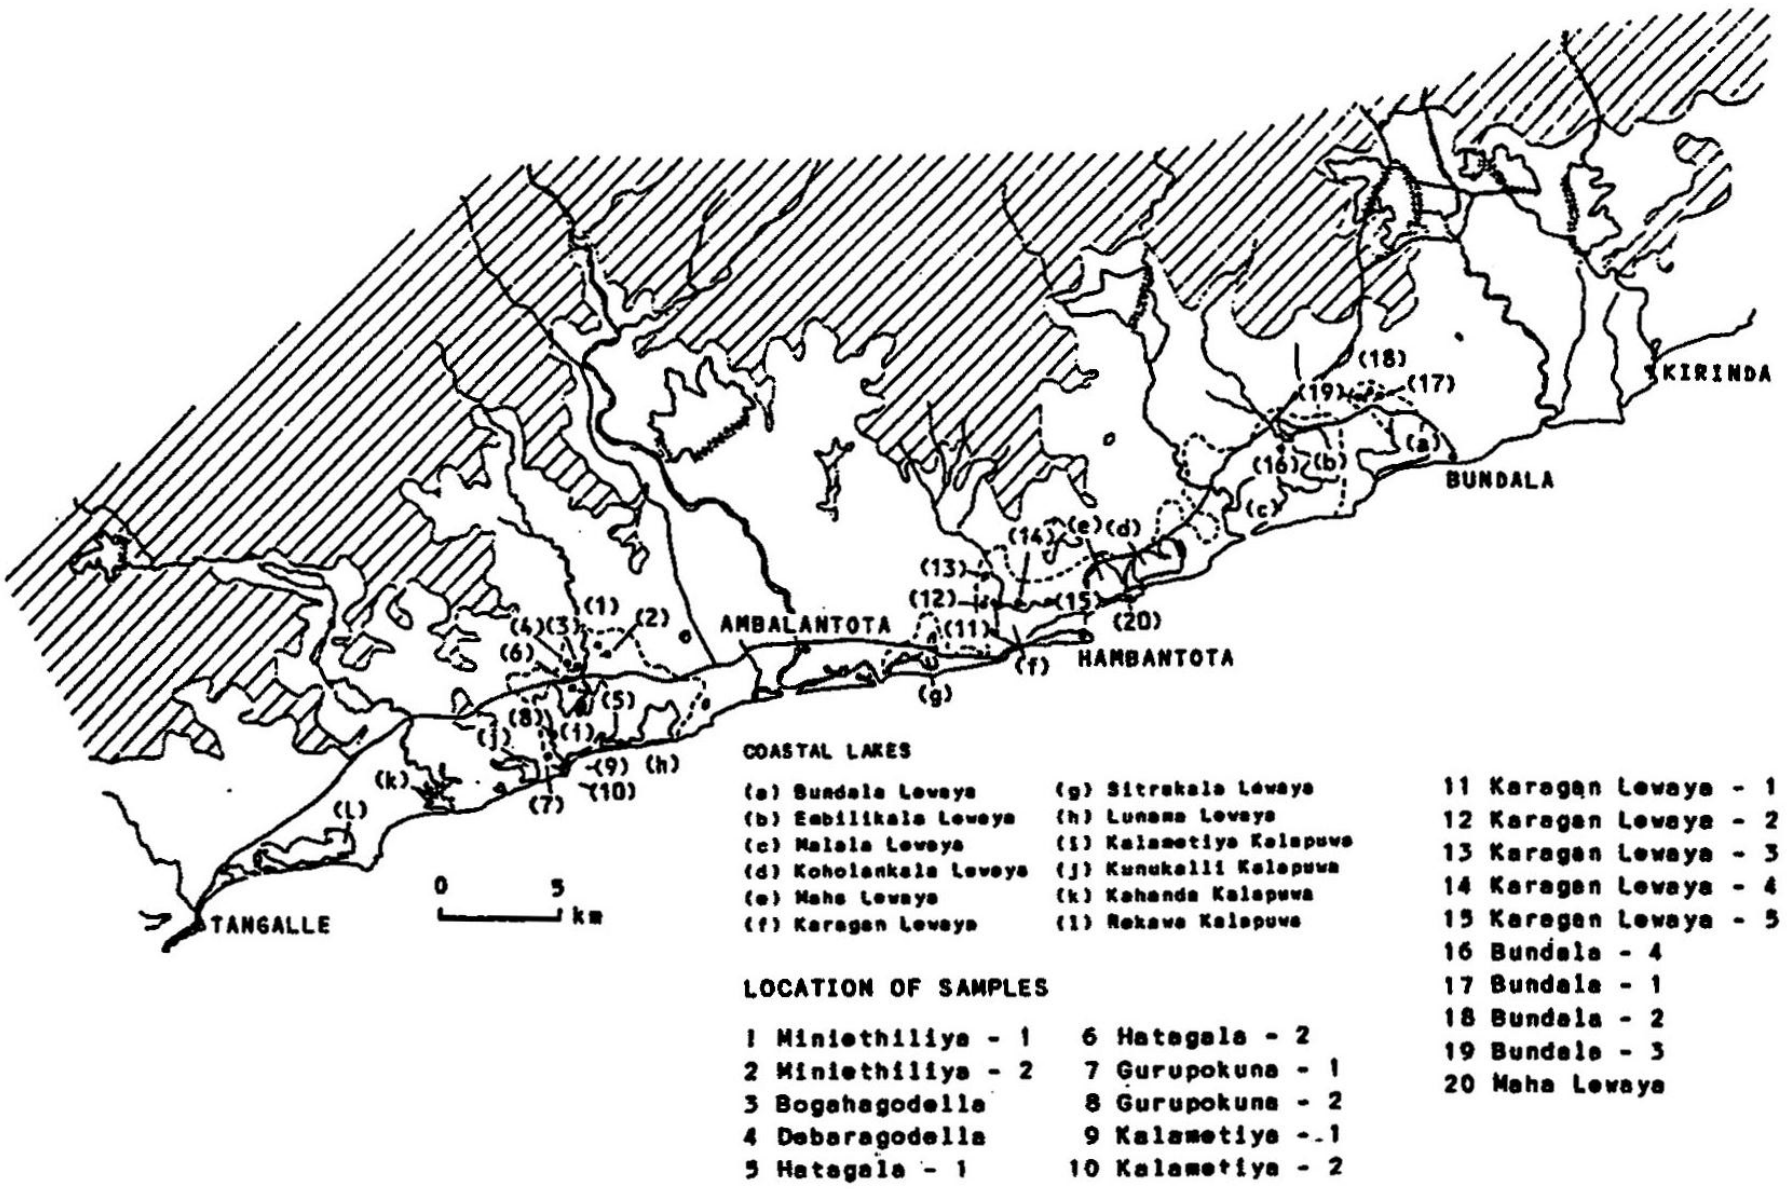 (18)
(19)
(17)
KIRINDA
(a)
(16)
(b)
BUNDALA
(c)
(14)
(e)
(d)
(13)
(12)
(15)
(1)
(2)
(4)
(3)
AMBALANTOTA
(11)
(20)
(6)
HAMBANTOTA
(f)
(g)
(5)
(8)
(i)
(j)
(9)
(h)
(k)
(7)
(10)
(l)
TANGALLE
0 5
km
COASTAL LAKES
(a) Bundala Lewaya
(b) Embilikala Lewaya
(c) Malala Lewaya
(d) Koholankala Lewaya
(e) Maha Lewaya
(f) Karagan Lewaya
(g) Sitrakala Lewaya
(h) Lunama Lewaya
(i) Kalametiya Kalapuwa
(j) Kunukalli Kalapuwa
(k) Kahanda Kalapuwa
(l) Rekawa Kalapuwa
LOCATION OF SAMPLES
1 Miniethiliya - 1
2 Miniethiliya - 2
3 Bogahagodella
4 Debaragodella
5 Hatagala - 1
6 Hatagala - 2
7 Gurupokuna - 1
8 Gurupokuna - 2
9 Kalametiya - 1
10 Kalametiya - 2
11 Karagan Lewaya - 1
12 Karagan Lewaya - 2
13 Karagan Lewaya - 3
14 Karagan Lewaya - 4
15 Karagan Lewaya - 5
16 Bundala - 4
17 Bundala - 1
18 Bundala - 2
19 Bundala - 3
20 Maha Lewaya